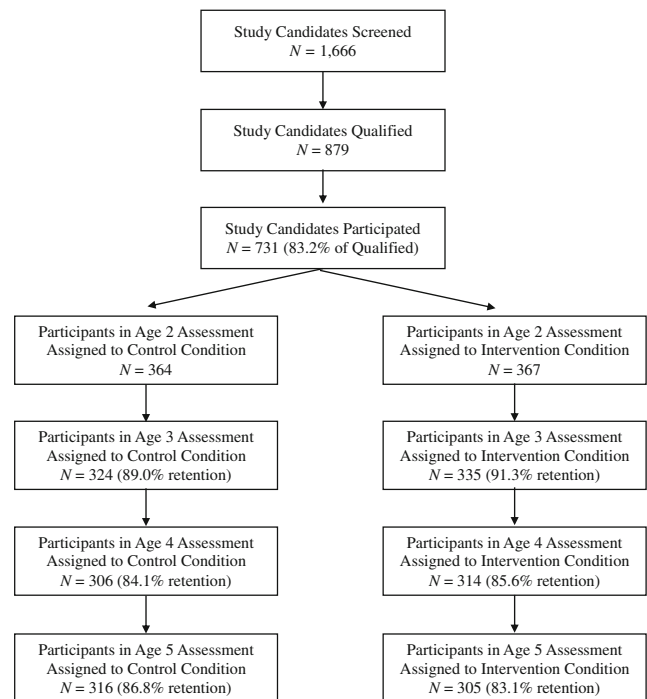 Study Candidates Screened
N = 1,666
Study Candidates Qualified
N = 879
Study Candidates Participated
N = 731 (83.2% of Qualified)
Participants in Age 2 Assessment
Assigned to Control Condition
N = 364
Participants in Age 2 Assessment
Assigned to Intervention Condition
N = 367
Participants in Age 3 Assessment
Assigned to Control Condition
N = 324 (89.0% retention)
Participants in Age 3 Assessment
Assigned to Intervention Condition
N = 335 (91.3% retention)
Participants in Age 4 Assessment
Assigned to Control Condition
N = 306 (84.1% retention)
Participants in Age 4 Assessment
Assigned to Intervention Condition
N = 314 (85.6% retention)
Participants in Age 5 Assessment
Assigned to Control Condition
N = 316 (86.8% retention)
Participants in Age 5 Assessment
Assigned to Intervention Condition
N = 305 (83.1% retention)